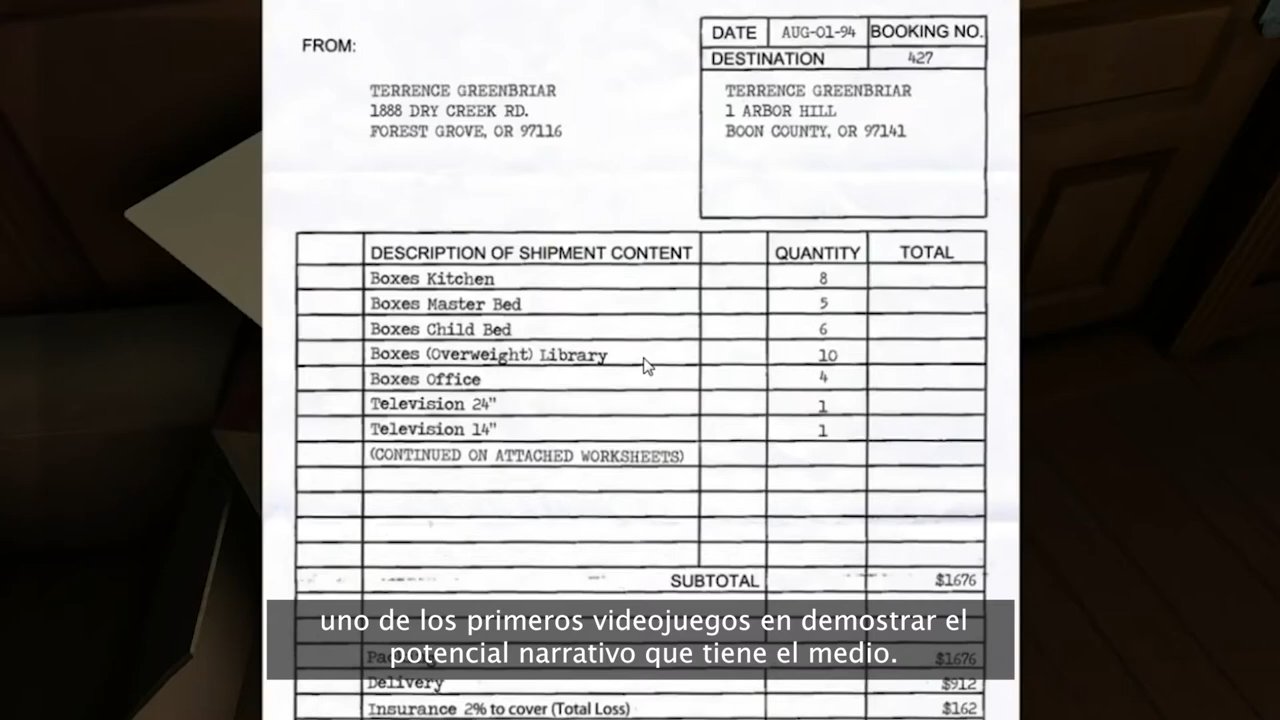 FROM:
TERRENCE GREENBRIAR
1888 DRY CREEK RD.
FOREST GROVE, OR 97116
DATE AUG-01-94 BOOKING NO.
DESTINATION 427
TERRENCE GREENBRIAR
1 ARBOR HILL
BOON COUNTY, OR 97141
DESCRIPTION OF SHIPMENT CONTENT QUANTITY TOTAL
Boxes Kitchen 8
Boxes Master Bed 5
Boxes Child Bed 6
Boxes (Overweight) Library 10
Boxes Office 4
Television 24" 1
Television 14" 1
(CONTINUED ON ATTACHED WORKSHEETS)
SUBTOTAL $1676
uno de los primeros videojuegos en demostrar el
potencial narrativo que tiene el medio.
$1676
Delivery $912
Insurance 2% to cover (Total Loss) $162